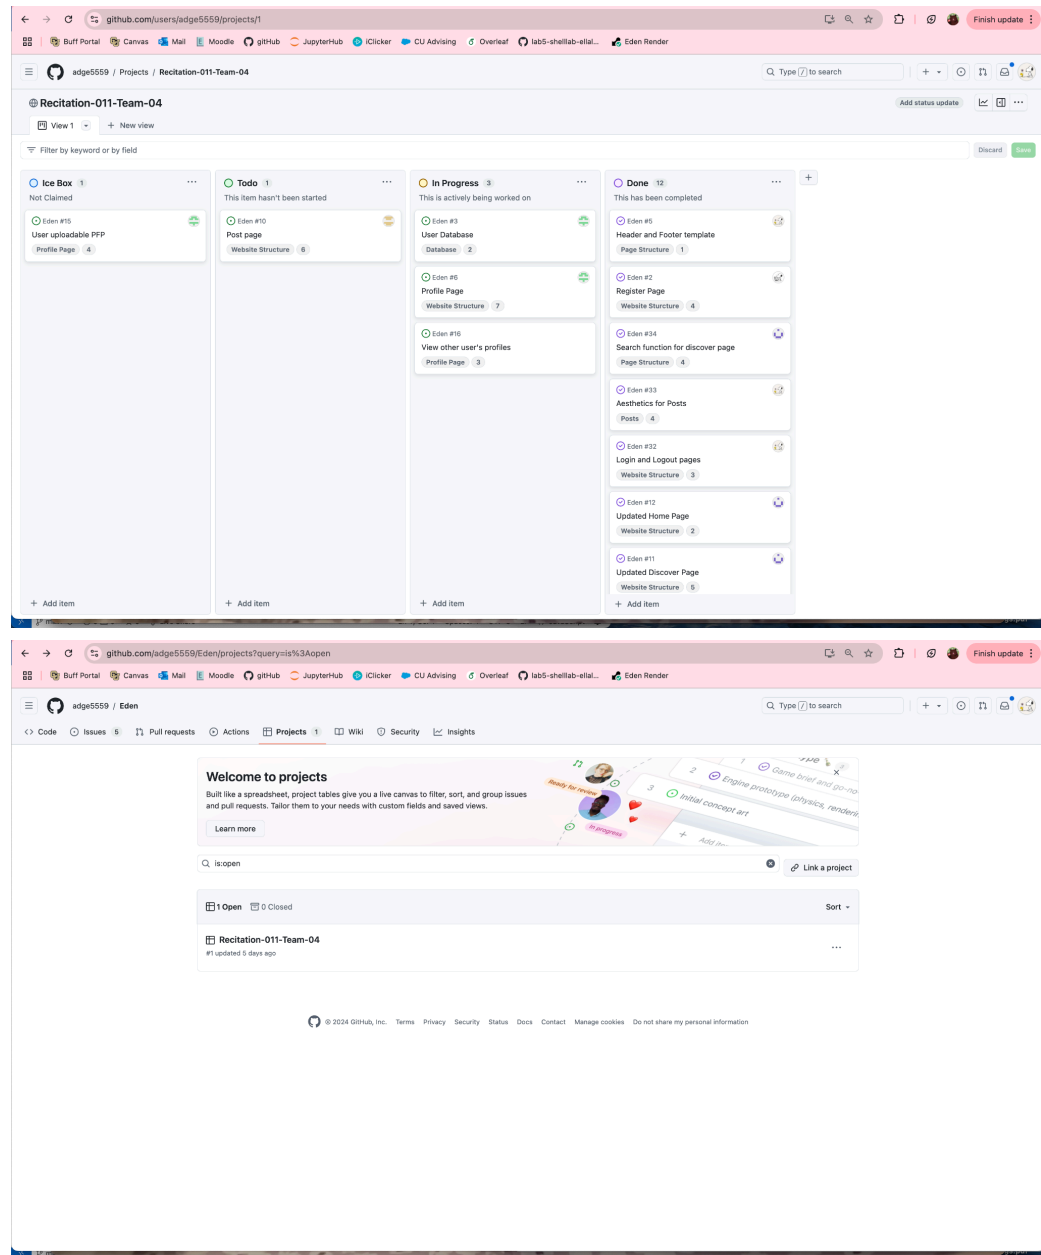 github.com/users/adge5559/projects/1
Finish update
Buff Portal Canvas Mail Moodle gitHub JupyterHub iClicker CU Advising Overleaf lab5-shelllab-ellal... Eden Render
adge5559 / Projects / Recitation-011-Team-04
Type / to search
Recitation-011-Team-04
Add status update
View 1
+ New view
Filter by keyword or by field
Discard
Save
Ice Box 1
Not Claimed
Eden #15
User uploadable PFP
Profile Page 4
+ Add item
Todo 1
This item hasn't been started
Eden #10
Post page
Website Structure 6
+ Add item
In Progress 3
This is actively being worked on
Eden #3
User Database
Database 2
Eden #6
Profile Page
Website Structure 7
Eden #16
View other user's profiles
Profile Page 3
+ Add item
Done 12
This has been completed
Eden #5
Header and Footer template
Page Structure 1
Eden #2
Register Page
Website Sturcture 4
Eden #34
Search function for discover page
Page Structure 4
Eden #33
Aesthetics for Posts
Posts 4
Eden #32
Login and Logout pages
Website Structure 3
Eden #12
Updated Home Page
Website Structure 2
Eden #11
Updated Discover Page
Website Structure 5
+ Add item
github.com/adge5559/Eden/projects?query=is%3Aopen
Finish update
Buff Portal Canvas Mail Moodle gitHub JupyterHub iClicker CU Advising Overleaf lab5-shelllab-ellal... Eden Render
adge5559 / Eden
Type / to search
Code Issues 5 Pull requests Actions Projects 1 Wiki Security Insights
Welcome to projects
Built like a spreadsheet, project tables give you a live canvas to filter, sort, and group issues
and pull requests. Tailor them to your needs with custom fields and saved views.
Learn more
Ready for review
In progress
1 Game brief and go-no
2 Engine prototype (physics, renderin
3 Initial concept art
is:open
Link a project
1 Open 0 Closed
Sort
Recitation-011-Team-04
#1 updated 5 days ago
© 2024 GitHub, Inc. Terms Privacy Security Status Docs Contact Manage cookies Do not share my personal information